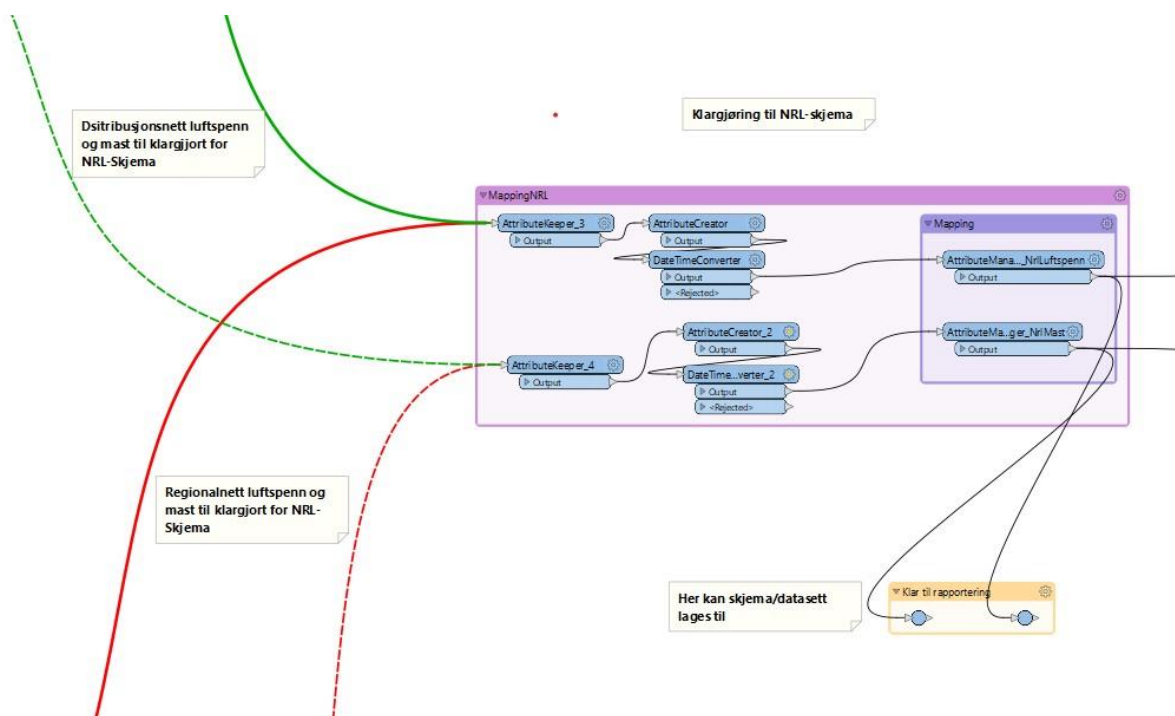 Dsitribusjonsnett luftspenn
og mast til klargjjort for
NRL-Skjema
Klargjøring til NRL-skjema
MappingNRL
AttributeKeeper_3
Output
AttributeCreator
Output
DateTimeConverter
Output
<Rejected>
Mapping
AttributeMana..._NrlLuftspenn
Output
AttributeCreator_2
Output
AttributeMa...ger_NrlMast
Output
AttributeKeeper_4
Output
DateTime...verter_2
Output
<Rejected>
Regionalnett luftspenn og
mast til klargjort for NRL-
Skjema
Her kan skjema/datasett
lages til
Klar til rapportering